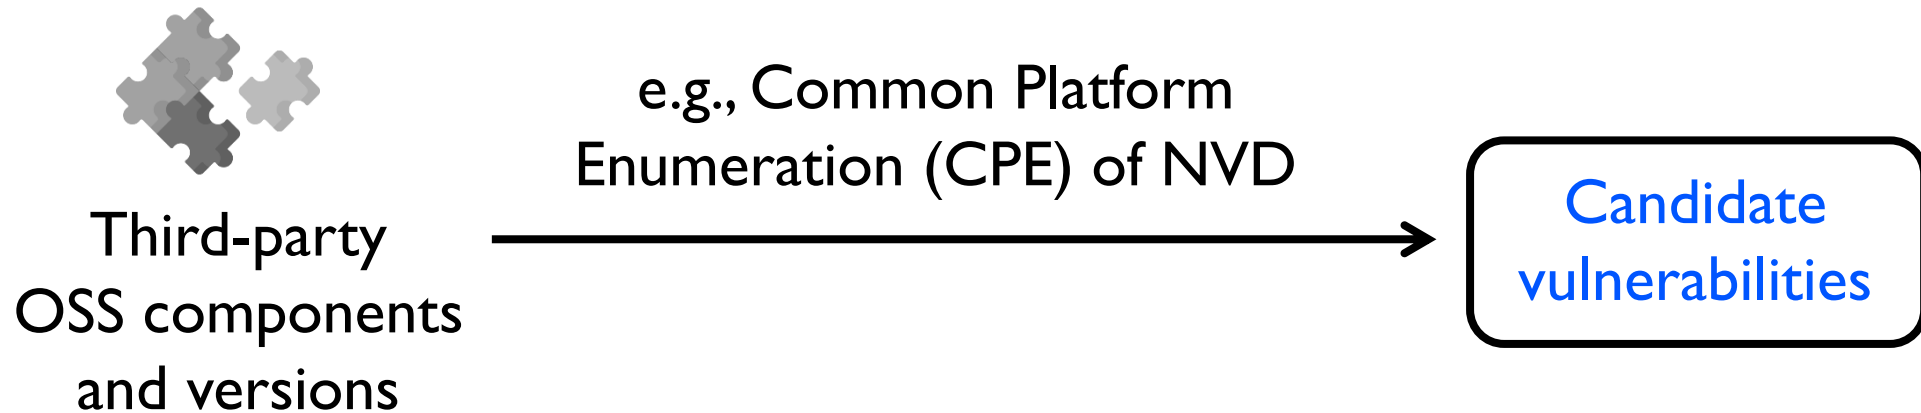 e.g., Common Platform
Enumeration (CPE) of NVD
Third-party
OSS components
and versions
Candidate
vulnerabilities